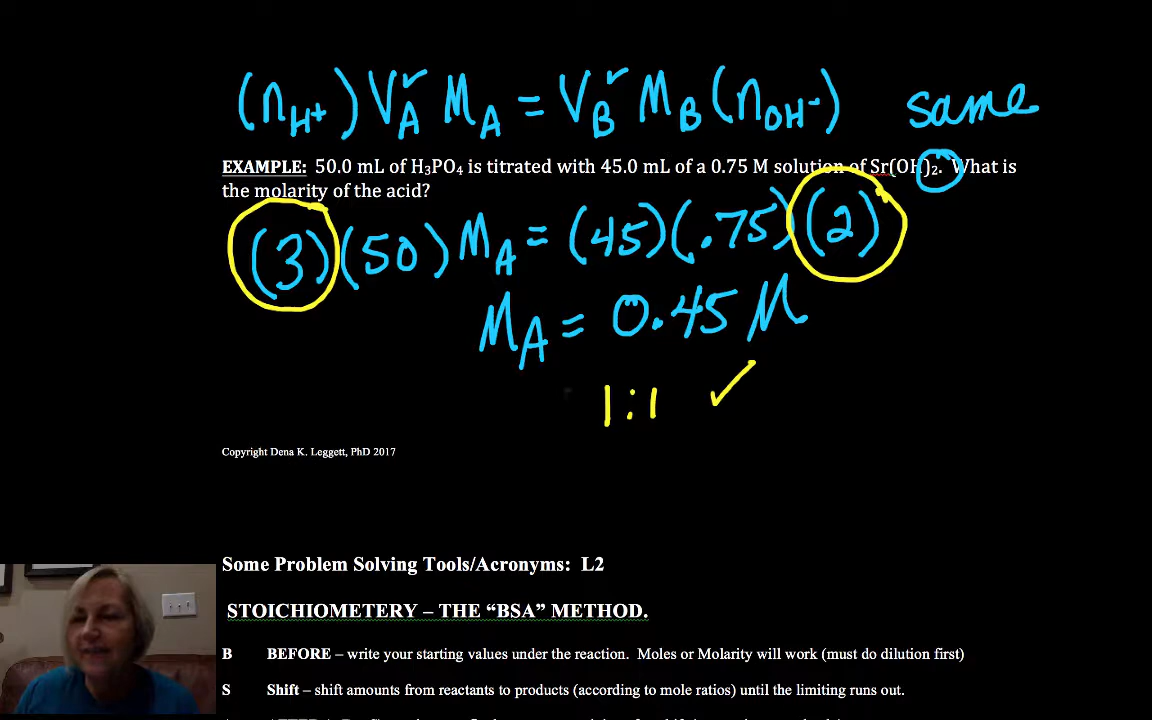 (nH+) VA MA = VB MB (nOH-) same
EXAMPLE: 50.0 mL of H₃PO₄ is titrated with 45.0 mL of a 0.75 M solution of Sr(OH)₂. What is
the molarity of the acid?
(3)(50) MA = (45)(.75)(2)
MA = 0.45 M
1:1 ✓
Copyright Dena K. Leggett, PhD 2017
Some Problem Solving Tools/Acronyms: L2
STOICHIOMETERY – THE “BSA” METHOD.
B BEFORE – write your starting values under the reaction. Moles or Molarity will work (must do dilution first)
S Shift – shift amounts from reactants to products (according to mole ratios) until the limiting runs out.